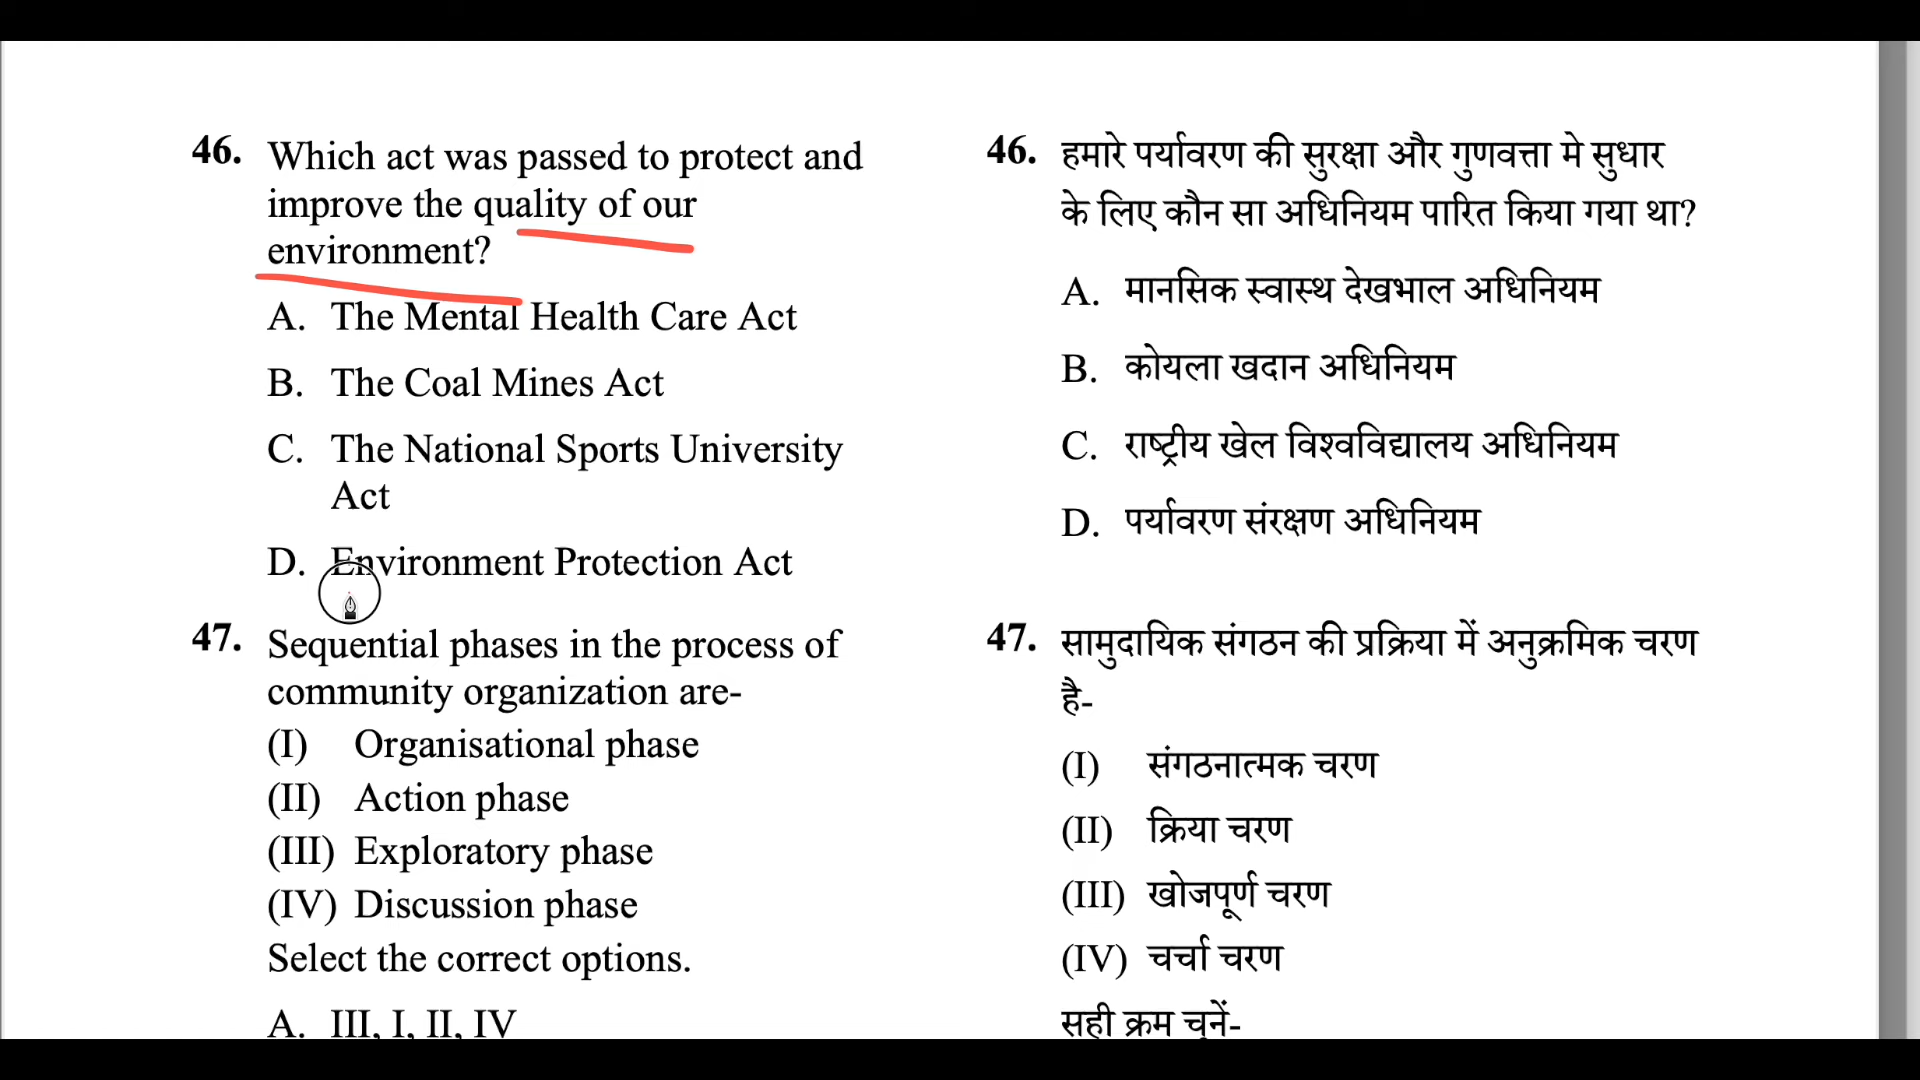 46. Which act was passed to protect and
improve the quality of our
environment?
A. The Mental Health Care Act
B. The Coal Mines Act
C. The National Sports University
Act
D. Environment Protection Act
47. Sequential phases in the process of
community organization are-
(I) Organisational phase
(II) Action phase
(III) Exploratory phase
(IV) Discussion phase
Select the correct options.
A. III, I, II, IV
46. हमारे पर्यावरण की सुरक्षा और गुणवत्ता मे सुधार
के लिए कौन सा अधिनियम पारित किया गया था?
A. मानसिक स्वास्थ देखभाल अधिनियम
B. कोयला खदान अधिनियम
C. राष्ट्रीय खेल विश्वविद्यालय अधिनियम
D. पर्यावरण संरक्षण अधिनियम
47. सामुदायिक संगठन की प्रक्रिया में अनुक्रमिक चरण
है-
(I) संगठनात्मक चरण
(II) क्रिया चरण
(III) खोजपूर्ण चरण
(IV) चर्चा चरण
सही क्रम चुनें-